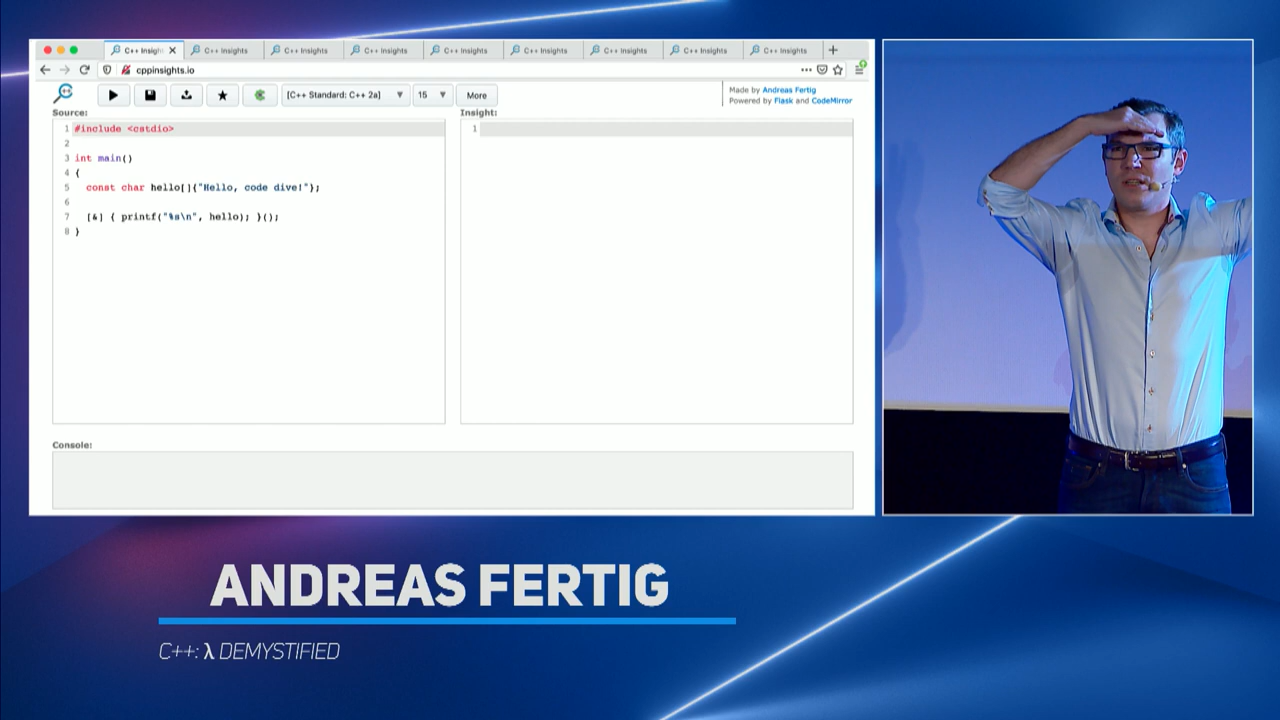 C++ Insigh
C++ Insights
C++ Insights
C++ Insights
C++ Insights
C++ Insights
C++ Insights
C++ Insights
C++ Insights
cppinsights.io
[C++ Standard: C++ 2a]
15
More
Made by Andreas Fertig
Powered by Flask and CodeMirror
Source:
1 #include <cstdio>
2
3 int main()
4 {
5 const char hello[]{"Hello, code dive!"};
6
7 [&] { printf("%s\n", hello); }();
8 }
Insight:
1
Console:
ANDREAS FERTIG
C++: λ DEMYSTIFIED